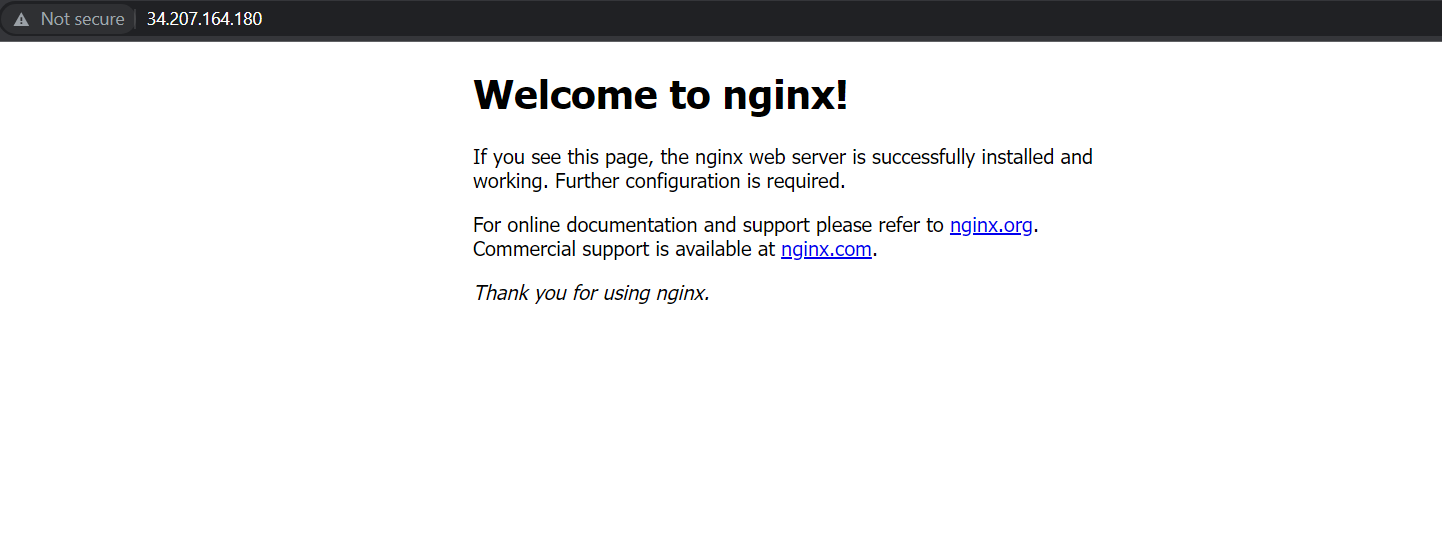 Not secure 34.207.164.180
Welcome to nginx!
If you see this page, the nginx web server is successfully installed and
working. Further configuration is required.
For online documentation and support please refer to nginx.org.
Commercial support is available at nginx.com.
Thank you for using nginx.